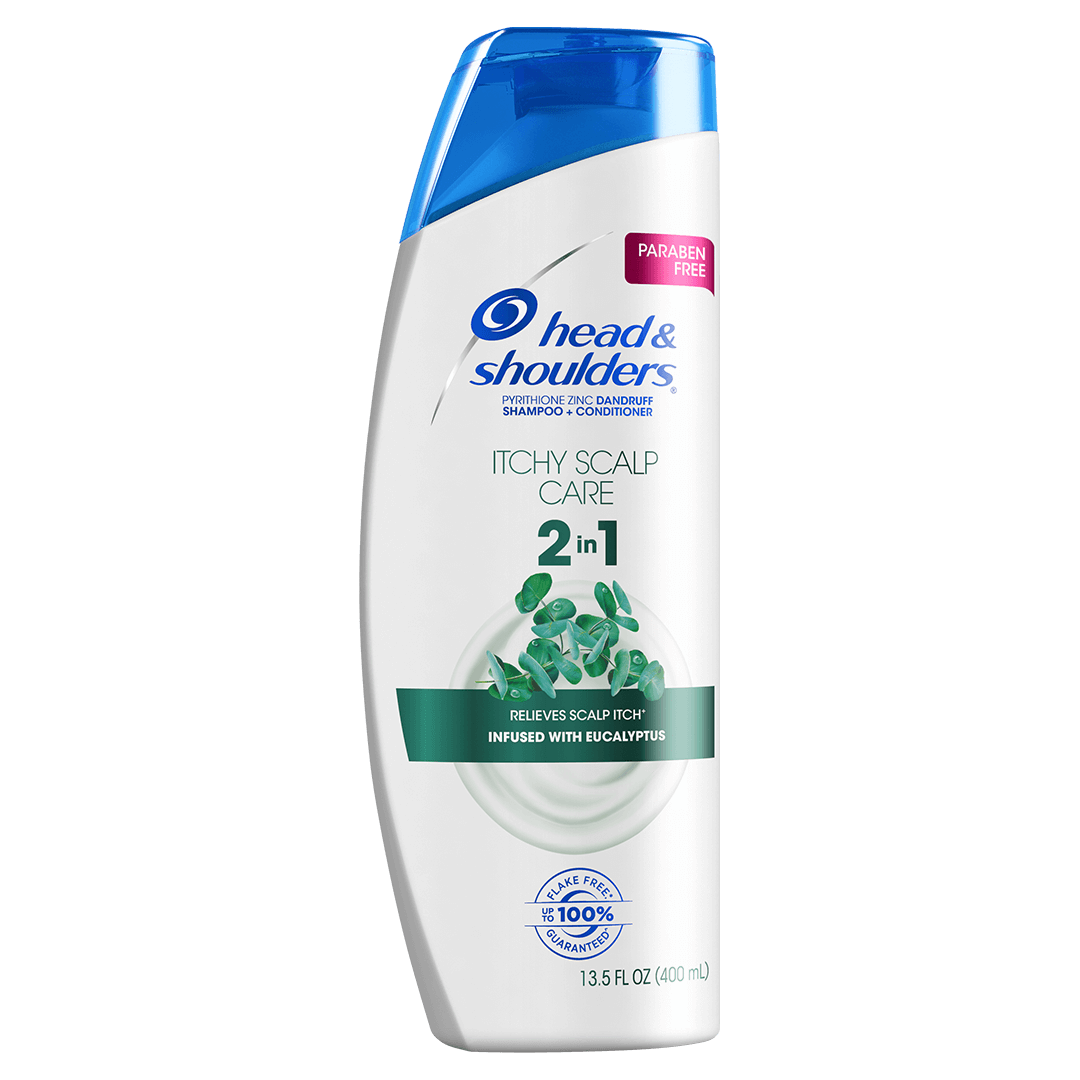 PARABEN
FREE
head &
shoulders®
PYRITHIONE ZINC DANDRUFF
SHAMPOO + CONDITIONER
ITCHY SCALP
CARE
2 in 1
RELIEVES SCALP ITCH*
INFUSED WITH EUCALYPTUS
FLAKE FREE*
UP TO 100%
GUARANTEED^
13.5 FL OZ (400 mL)